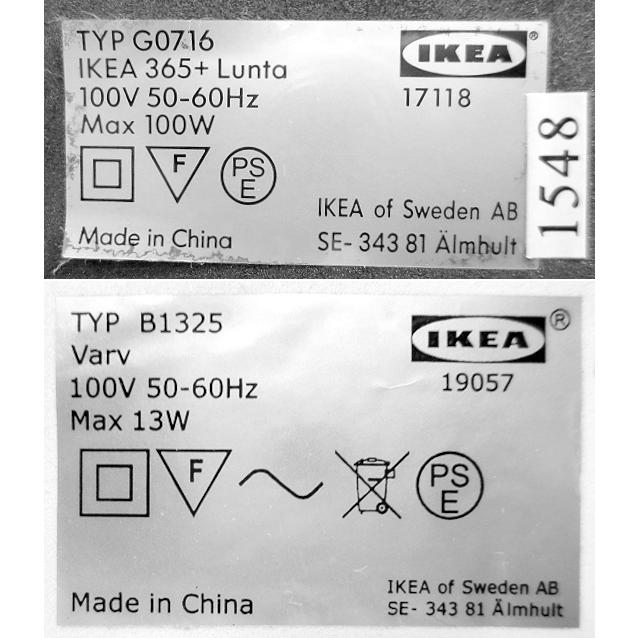 TYP G0716
IKEA 365+ Lunta
100V 50-60Hz
Max 100W
F
PS
E
Made in China
IKEA®
17118
IKEA of Sweden AB
SE- 343 81 Älmhult
1548
TYP B1325
Varv
100V 50-60Hz
Max 13W
F
PS
E
Made in China
IKEA®
19057
IKEA of Sweden AB
SE- 343 81 Älmhult